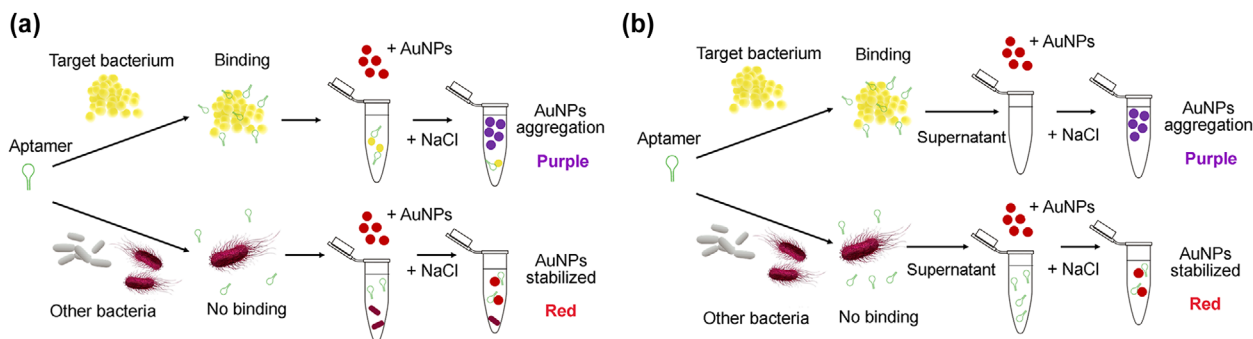 (a)
Target bacterium
Binding
+ AuNPs
Aptamer
+ NaCl
AuNPs
aggregation
Purple
+ AuNPs
Other bacteria
No binding
+ NaCl
AuNPs
stabilized
Red
(b)
Target bacterium
Binding
+ AuNPs
Aptamer
Supernatant
+ NaCl
AuNPs
aggregation
Purple
+ AuNPs
Other bacteria
No binding
Supernatant
+ NaCl
AuNPs
stabilized
Red